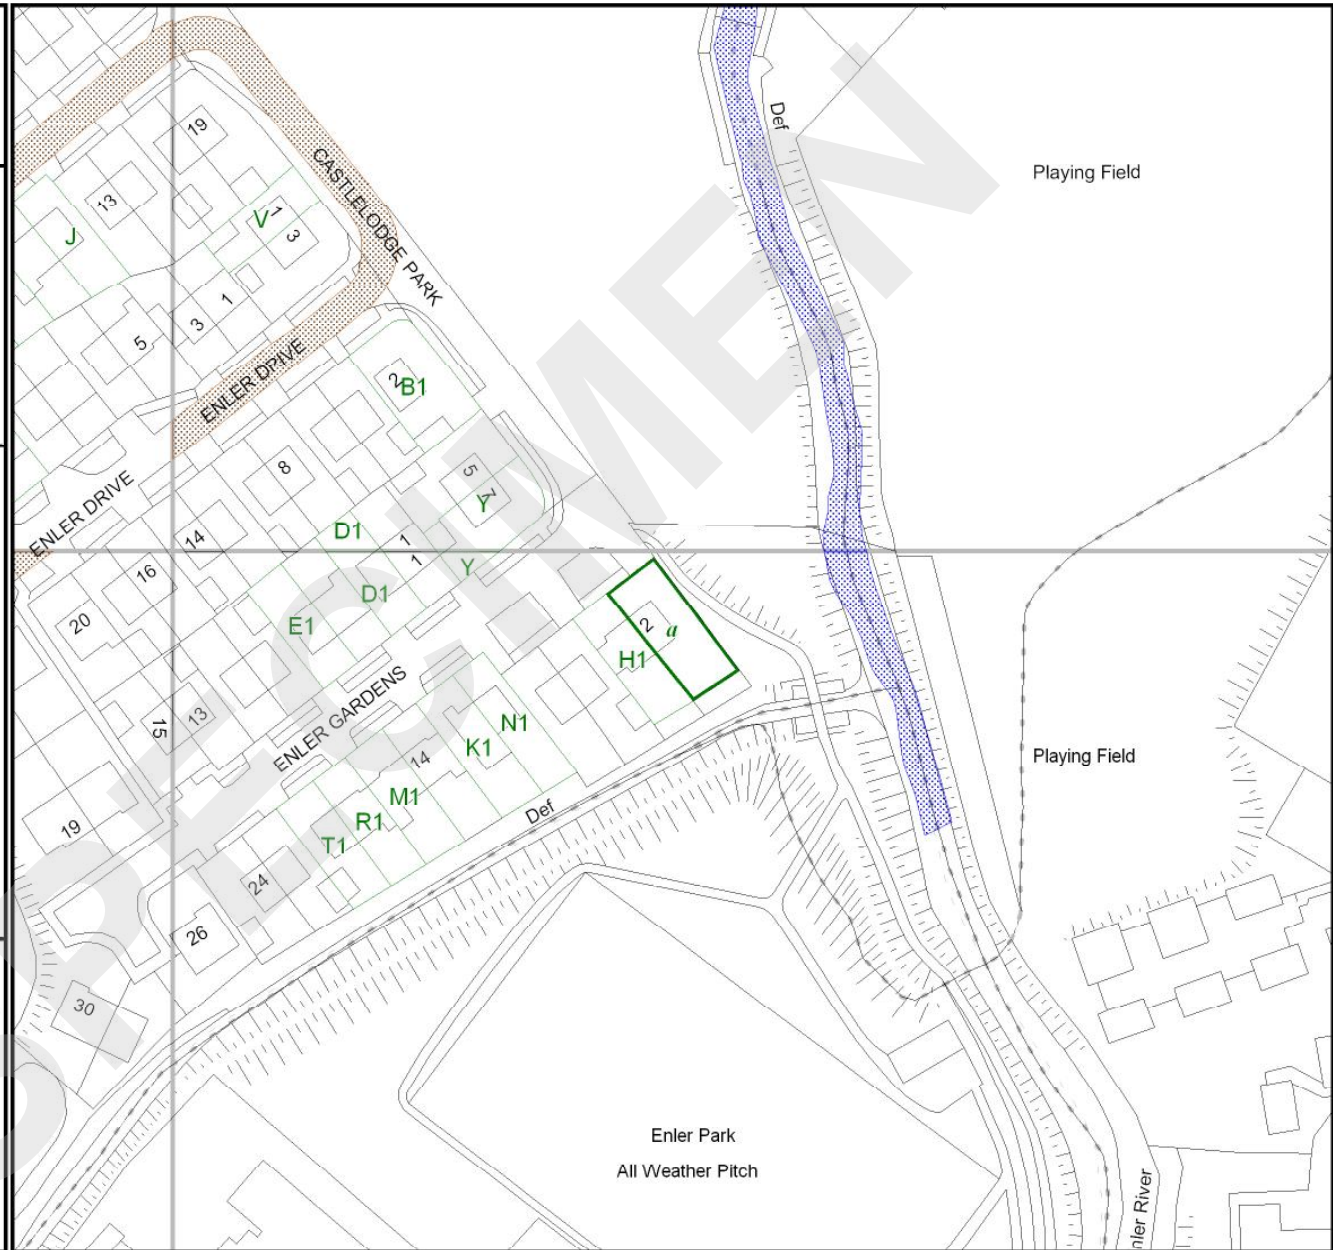 Def
Playing Field
19
CASTLELODGE PARK
13
V
1
3
J
1
3
5
ENLER DRIVE
2
B1
8
5
7
Y
ENLER DRIVE
D1
14
1
1
Y
16
D1
20
E1
2
a
H1
ENLER GARDENS
13
15
N1
K1
14
Playing Field
M1
Def
R1
19
T1
24
26
30
Enler Park
All Weather Pitch
nler River
SPECIMEN